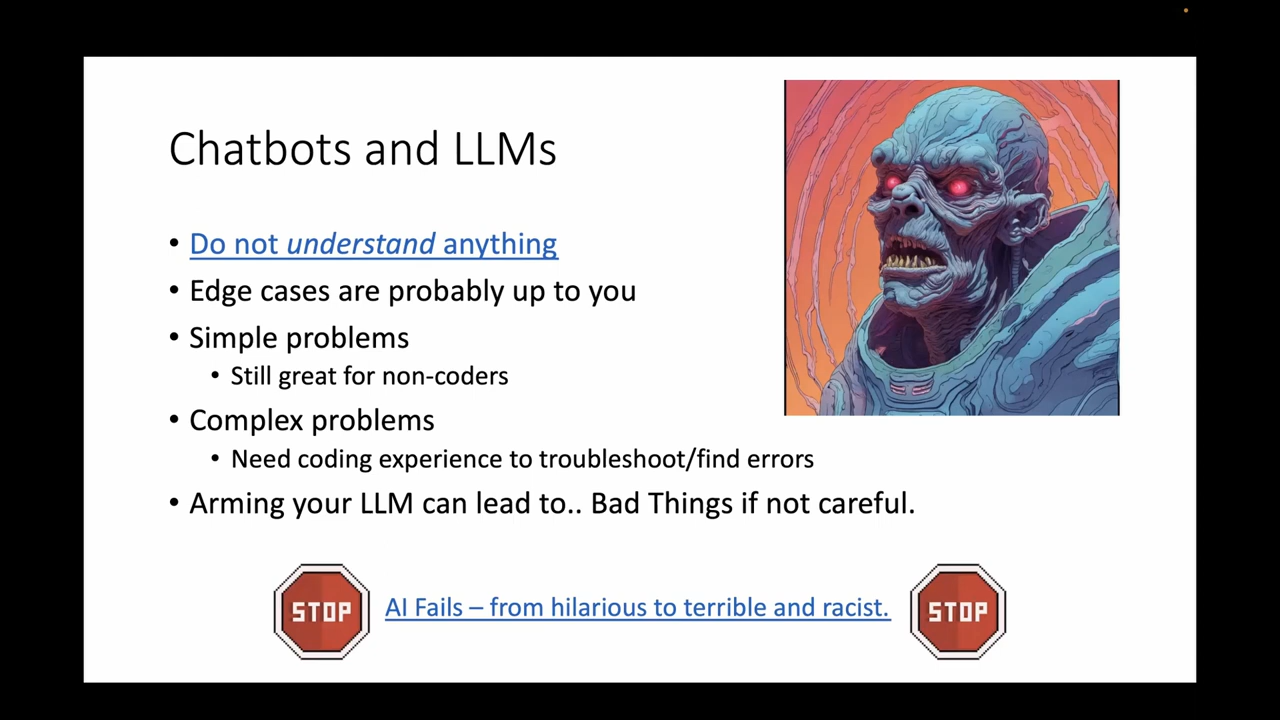 Chatbots and LLMs
• Do not understand anything
• Edge cases are probably up to you
• Simple problems
• Still great for non-coders
• Complex problems
• Need coding experience to troubleshoot/find errors
• Arming your LLM can lead to.. Bad Things if not careful.
STOP
AI Fails – from hilarious to terrible and racist.
STOP